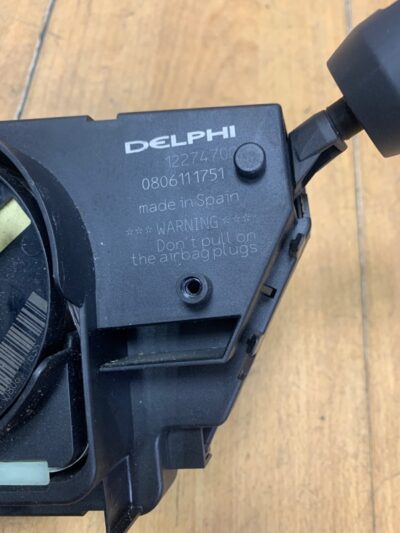 DELPHI
0806111751
made in Spain
***WARNING***
Don't pull on
the airbag plugs